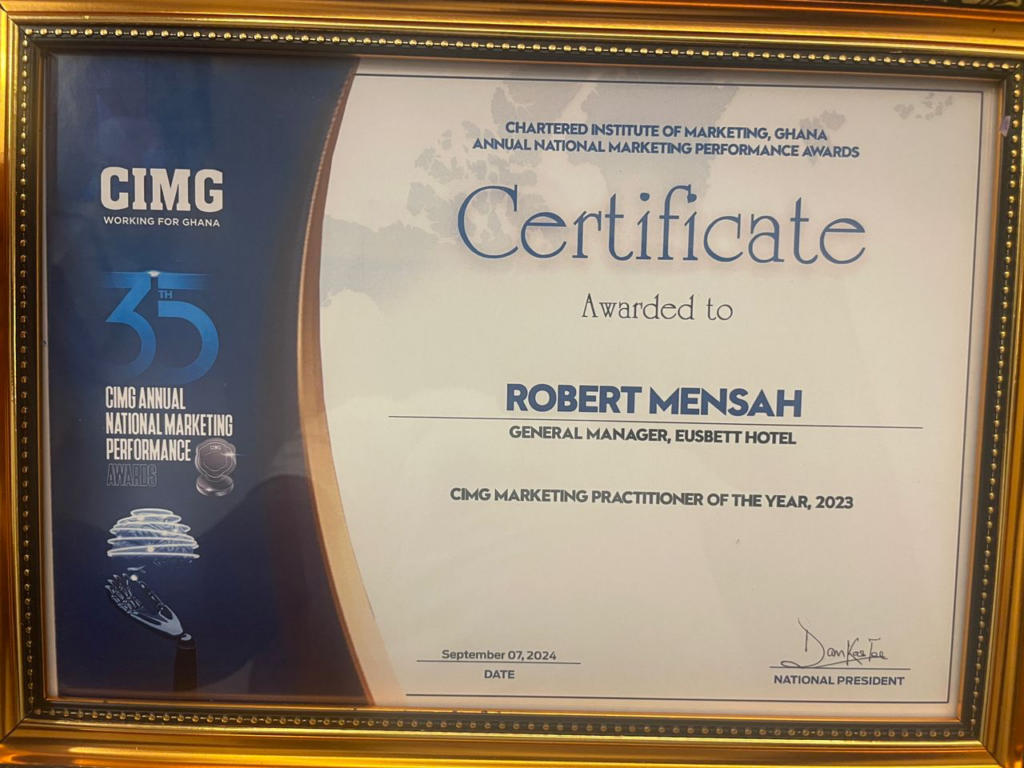 CIMG
WORKING FOR GHANA
35TH
CIMG ANNUAL
NATIONAL MARKETING
PERFORMANCE
AWARDS
CHARTERED INSTITUTE OF MARKETING, GHANA
ANNUAL NATIONAL MARKETING PERFORMANCE AWARDS
Certificate
Awarded to
ROBERT MENSAH
GENERAL MANAGER, EUSBETT HOTEL
CIMG MARKETING PRACTITIONER OF THE YEAR, 2023
September 07, 2024
DATE
NATIONAL PRESIDENT